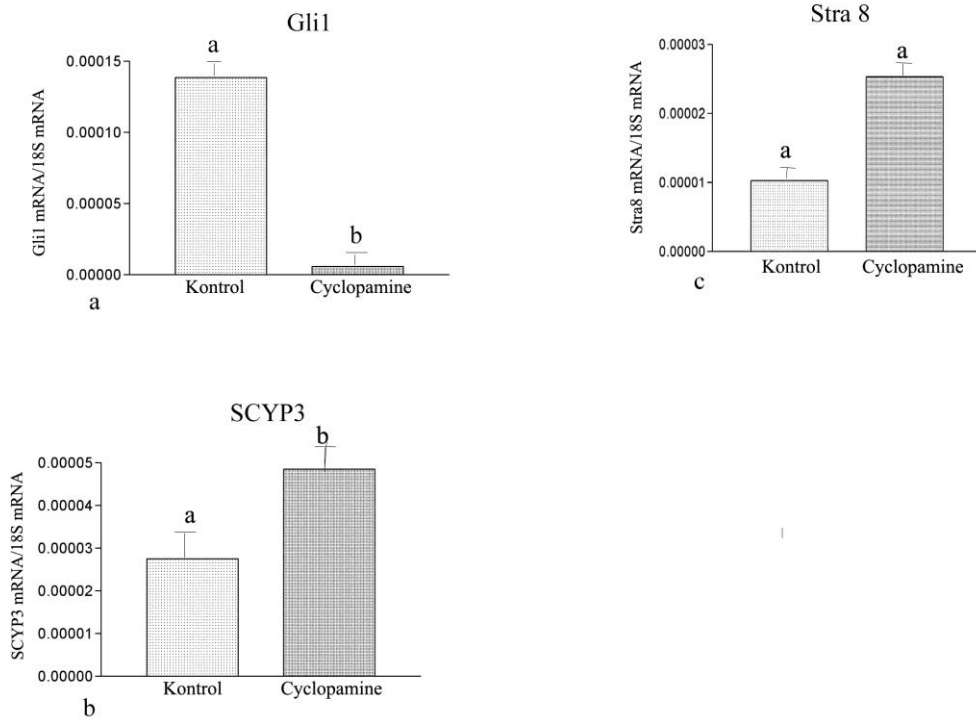 Gli1
a
0.00015
0.00010
0.00005
0.00000
Gli1 mRNA/18S mRNA
b
Kontrol
Cyclopamine
a
Stra 8
a
0.00003
0.00002
0.00001
0.00000
Stra8 mRNA/18S mRNA
a
Kontrol
Cyclopamine
c
SCYP3
b
0.00005
0.00004
0.00003
0.00002
0.00001
0.00000
SCYP3 mRNA/18S mRNA
a
Kontrol
Cyclopamine
b